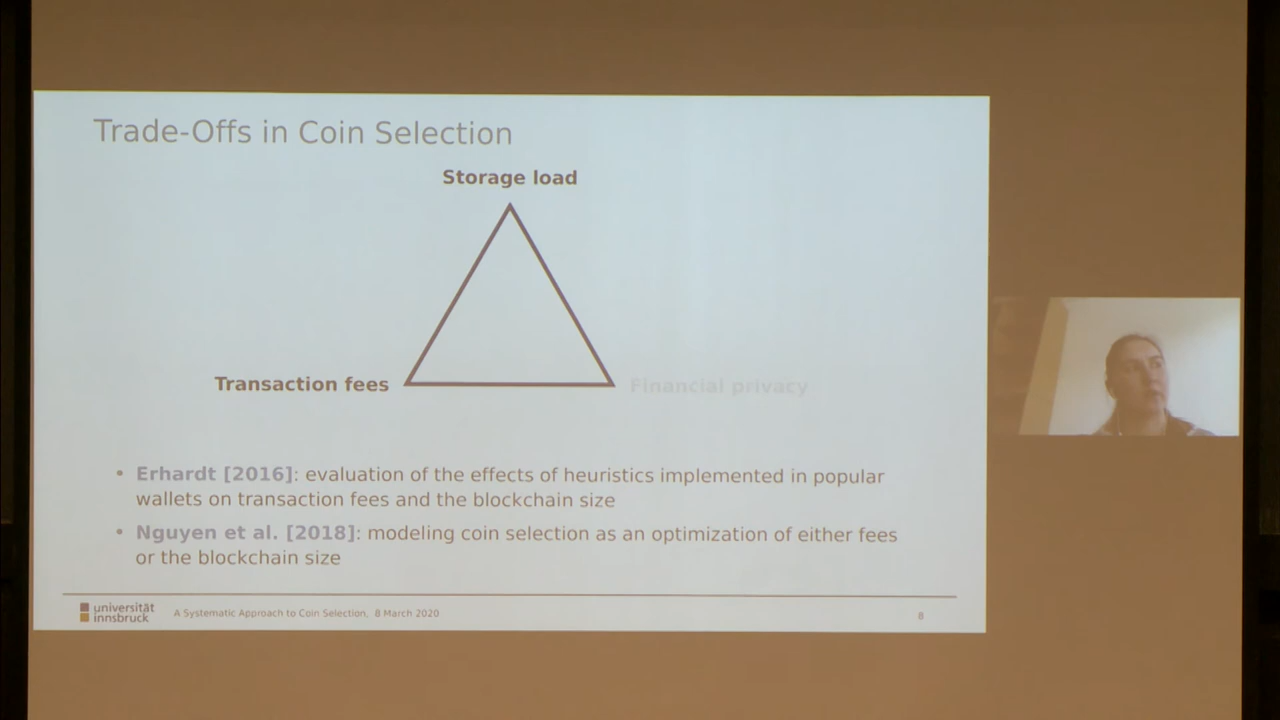 Trade-Offs in Coin Selection
Storage load
Transaction fees
Financial privacy
• Erhardt [2016]: evaluation of the effects of heuristics implemented in popular
wallets on transaction fees and the blockchain size
• Nguyen et al. [2018]: modeling coin selection as an optimization of either fees
or the blockchain size
universität
innsbruck
A Systematic Approach to Coin Selection, 8 March 2020
8